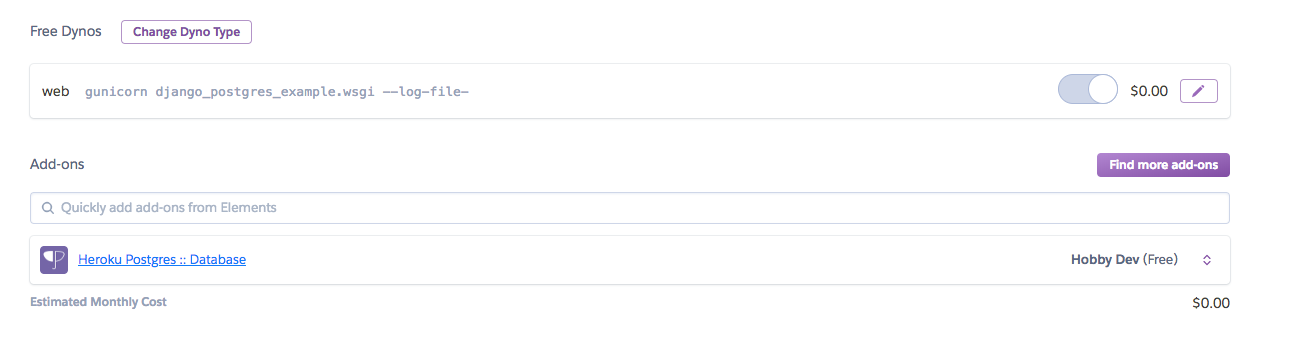 Free Dynos Change Dyno Type
web gunicorn django_postgres_example.wsgi --log-file- $0.00
Add-ons Find more add-ons
Quickly add add-ons from Elements
Heroku Postgres :: Database Hobby Dev (Free)
Estimated Monthly Cost $0.00